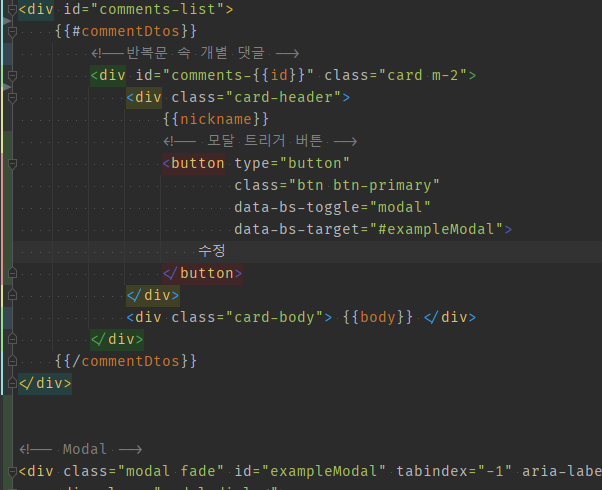 <div id="comments-list">
{{#commentDtos}}
<!-- 반복문 속 개별 댓글 -->
<div id="comments-{{id}}" class="card m-2">
<div class="card-header">
{{nickname}}
<!-- 모달 트리거 버튼 -->
<button type="button"
class="btn btn-primary"
data-bs-toggle="modal"
data-bs-target="#exampleModal">
수정
</button>
</div>
<div class="card-body"> {{body}} </div>
</div>
{{/commentDtos}}
</div>
<!-- Modal -->
<div class="modal fade" id="exampleModal" tabindex="-1" aria-labe